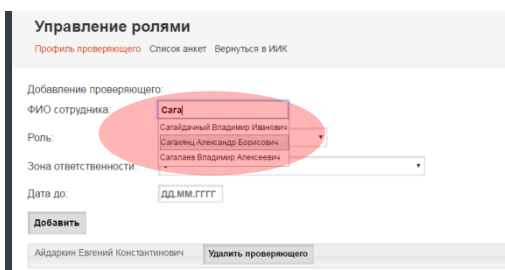 Управление ролями
Профиль проверяющего Список анкет Вернуться в ИИК
Добавление проверяющего:
ФИО сотрудника: Сага
Сагайдачный Владимир Иванович
Роль:
Сагакянц Александр Борисович
Сагалаев Владимир Алексеевич
Зона ответственности:
Дата до: ДД.ММ.ГГГГ
Добавить
Айдаркин Евгений Константинович Удалить проверяющего